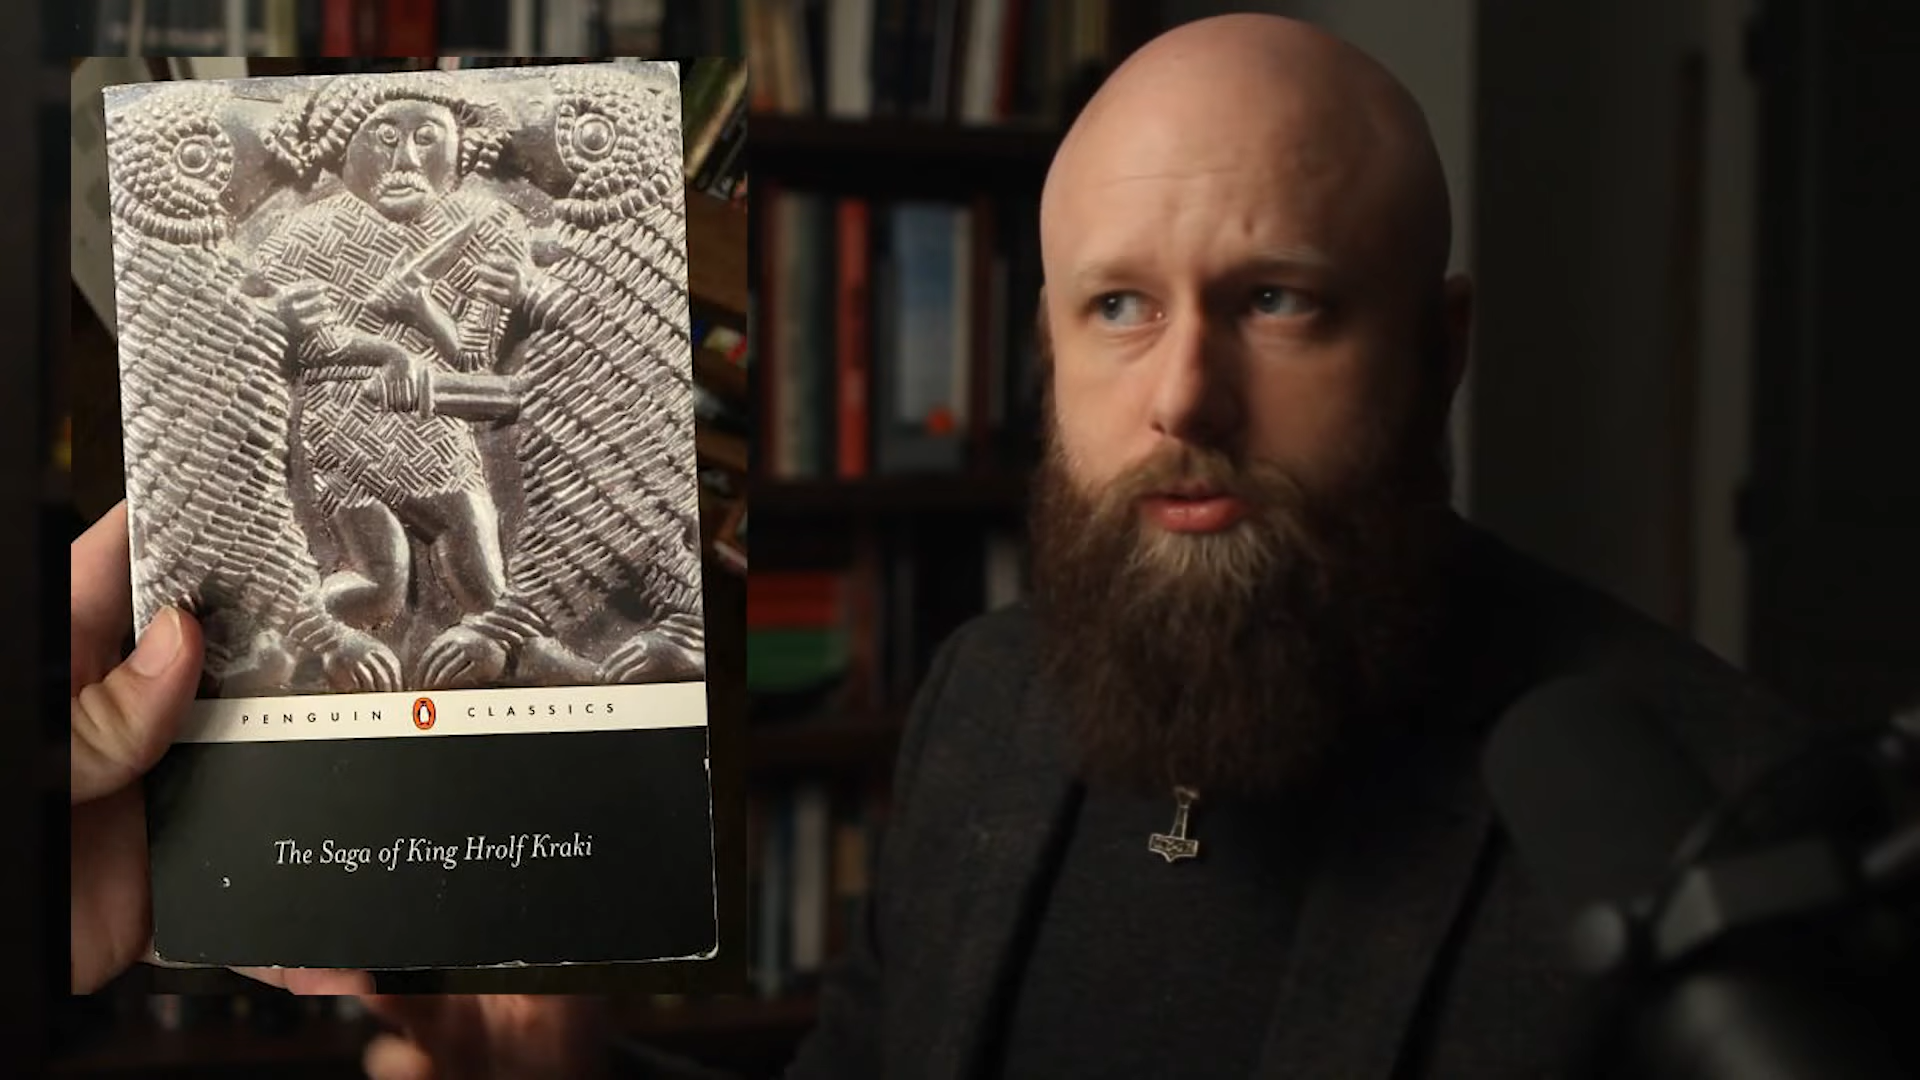 PENGUIN CLASSICS
The Saga of King Hrolf Kraki